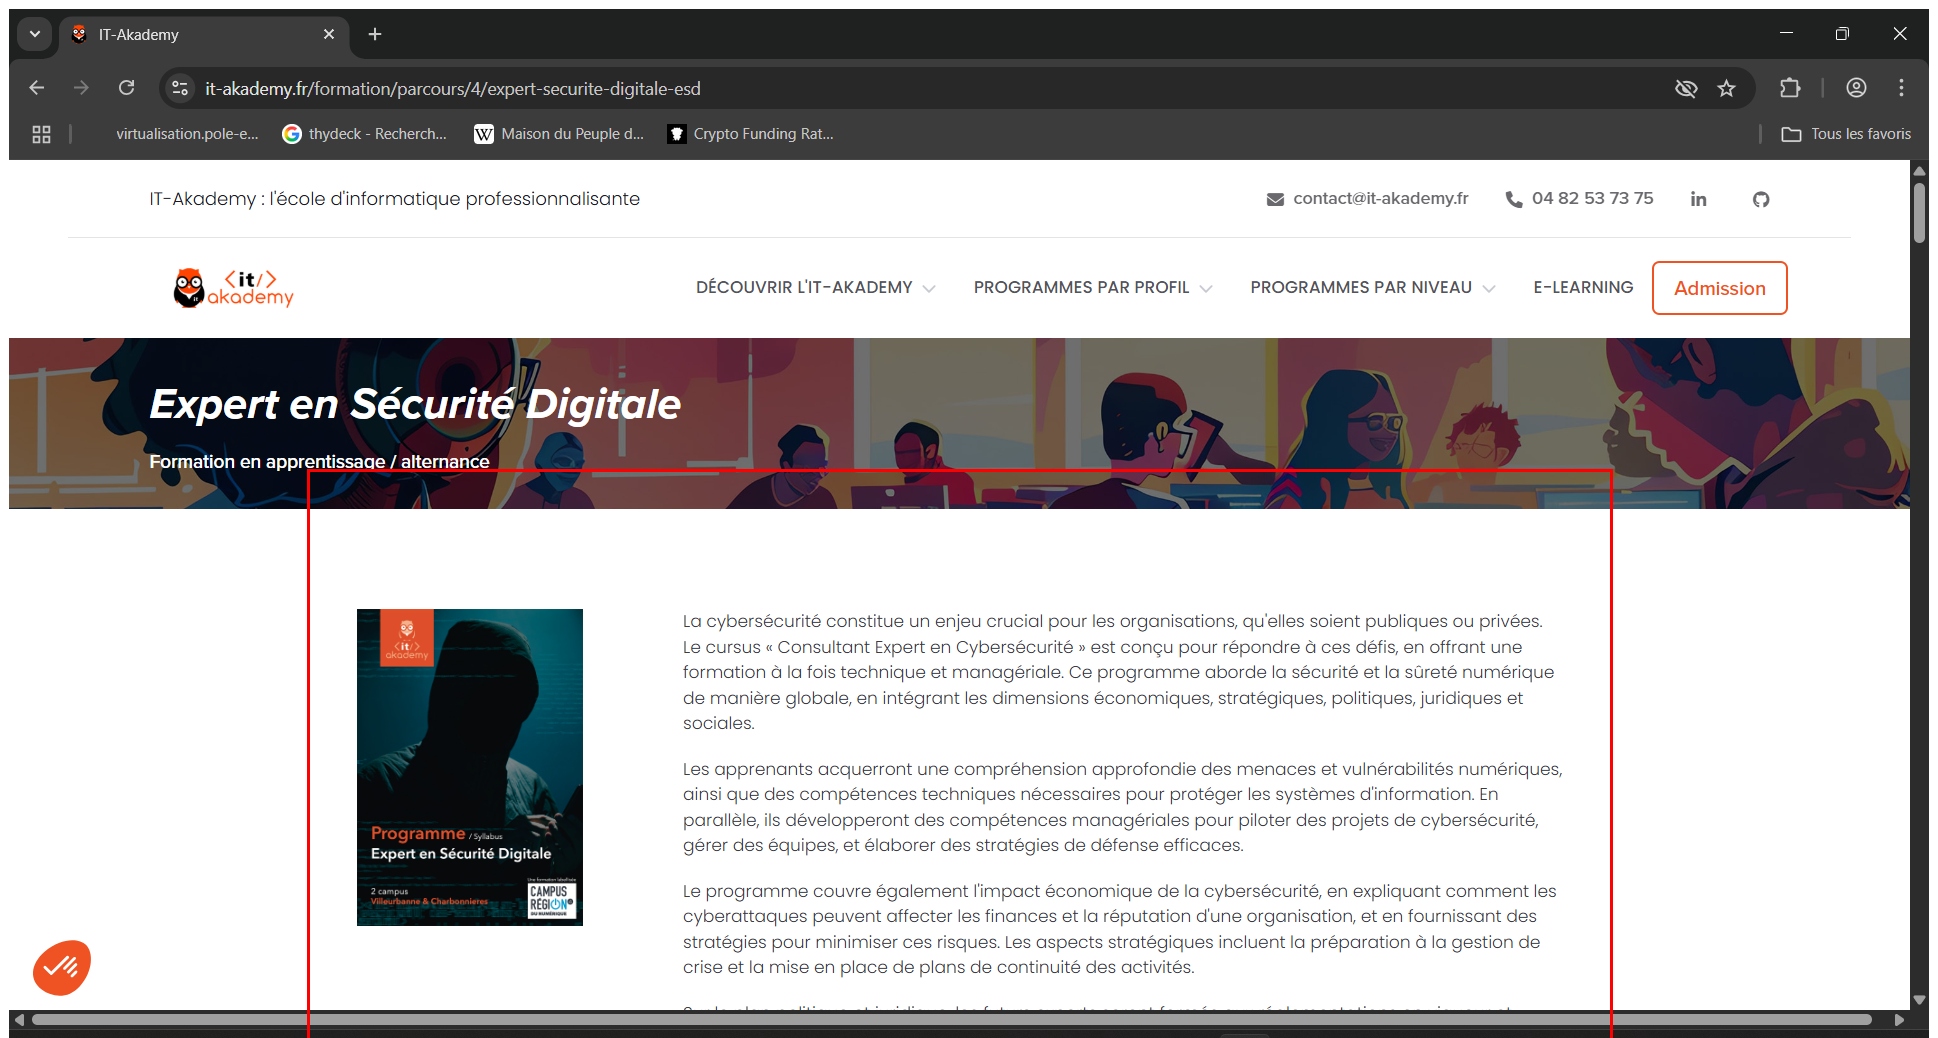 IT-Akademy
it-akademy.fr/formation/parcours/4/expert-securite-digitale-esd
virtualisation.pole-e...
thydeck - Recherch...
Maison du Peuple d...
Crypto Funding Rat...
Tous les favoris
IT-Akademy : l'école d'informatique professionnalisante
contact@it-akademy.fr
04 82 53 73 75
<it/>
akademy
DÉCOUVRIR L'IT-AKADEMY
PROGRAMMES PAR PROFIL
PROGRAMMES PAR NIVEAU
E-LEARNING
Admission
Expert en Sécurité Digitale
Formation en apprentissage / alternance
<it/>
akademy
Programme / Syllabus
Expert en Sécurité Digitale
2 campus
Villeurbanne & Charbonnieres
Une formation labellisée
CAMPUS
RÉGION
DU NUMÉRIQUE
La cybersécurité constitue un enjeu crucial pour les organisations, qu'elles soient publiques ou privées.
Le cursus « Consultant Expert en Cybersécurité » est conçu pour répondre à ces défis, en offrant une
formation à la fois technique et managériale. Ce programme aborde la sécurité et la sûreté numérique
de manière globale, en intégrant les dimensions économiques, stratégiques, politiques, juridiques et
sociales.
Les apprenants acquerront une compréhension approfondie des menaces et vulnérabilités numériques,
ainsi que des compétences techniques nécessaires pour protéger les systèmes d'information. En
parallèle, ils développeront des compétences managériales pour piloter des projets de cybersécurité,
gérer des équipes, et élaborer des stratégies de défense efficaces.
Le programme couvre également l'impact économique de la cybersécurité, en expliquant comment les
cyberattaques peuvent affecter les finances et la réputation d'une organisation, et en fournissant des
stratégies pour minimiser ces risques. Les aspects stratégiques incluent la préparation à la gestion de
crise et la mise en place de plans de continuité des activités.